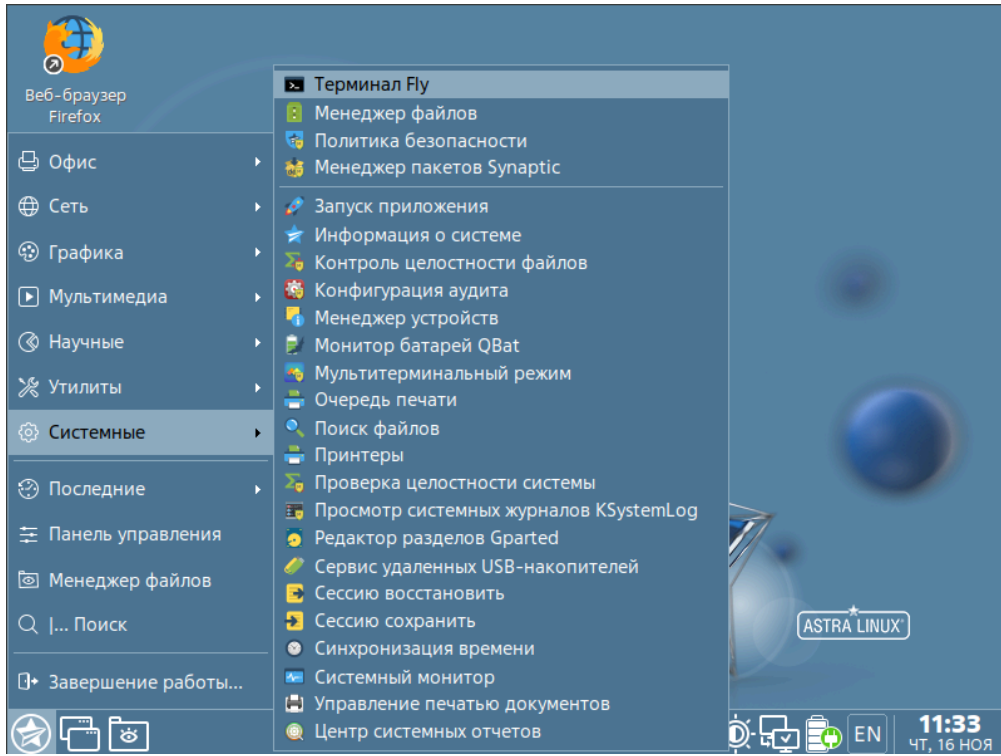 Веб-браузер
Firefox
Офис
Сеть
Графика
Мультимедиа
Научные
Утилиты
Системные
Последние
Панель управления
Менеджер файлов
|... Поиск
Завершение работы...
Терминал Fly
Менеджер файлов
Политика безопасности
Менеджер пакетов Synaptic
Запуск приложения
Информация о системе
Контроль целостности файлов
Конфигурация аудита
Менеджер устройств
Монитор батарей QBat
Мультитерминальный режим
Очередь печати
Поиск файлов
Принтеры
Проверка целостности системы
Просмотр системных журналов KSystemLog
Редактор разделов Gparted
Сервис удаленных USB-накопителей
Сессию восстановить
Сессию сохранить
Синхронизация времени
Системный монитор
Управление печатью документов
Центр системных отчетов
ASTRA LINUX®
EN
11:33
ЧТ, 16 НОЯ